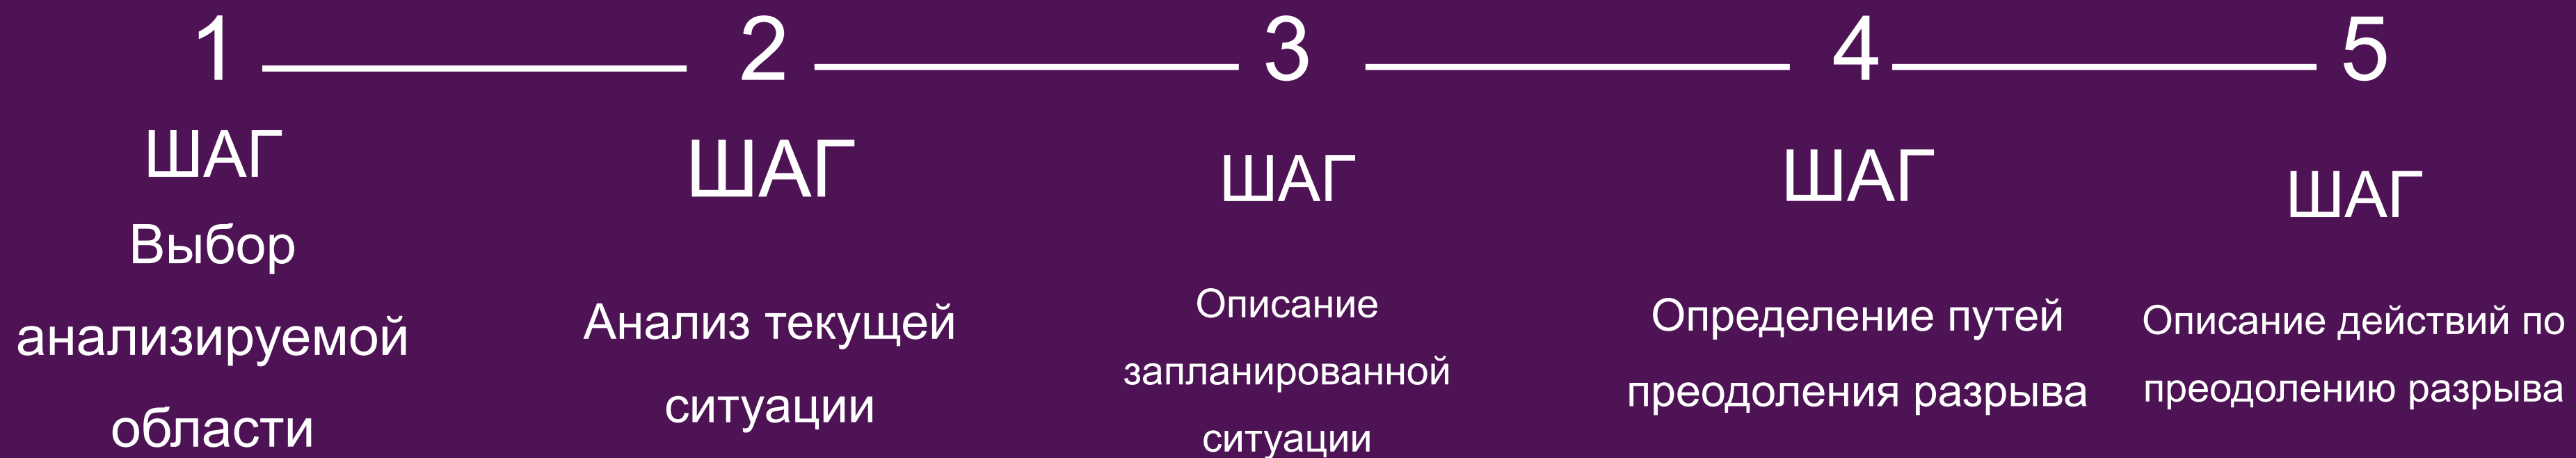 1
ШАГ
Выбор
анализируемой
области
2
ШАГ
Анализ текущей
ситуации
3
ШАГ
Описание
запланированной
ситуации
4
ШАГ
Определение путей
преодоления разрыва
5
ШАГ
Описание действий по
преодолению разрыва